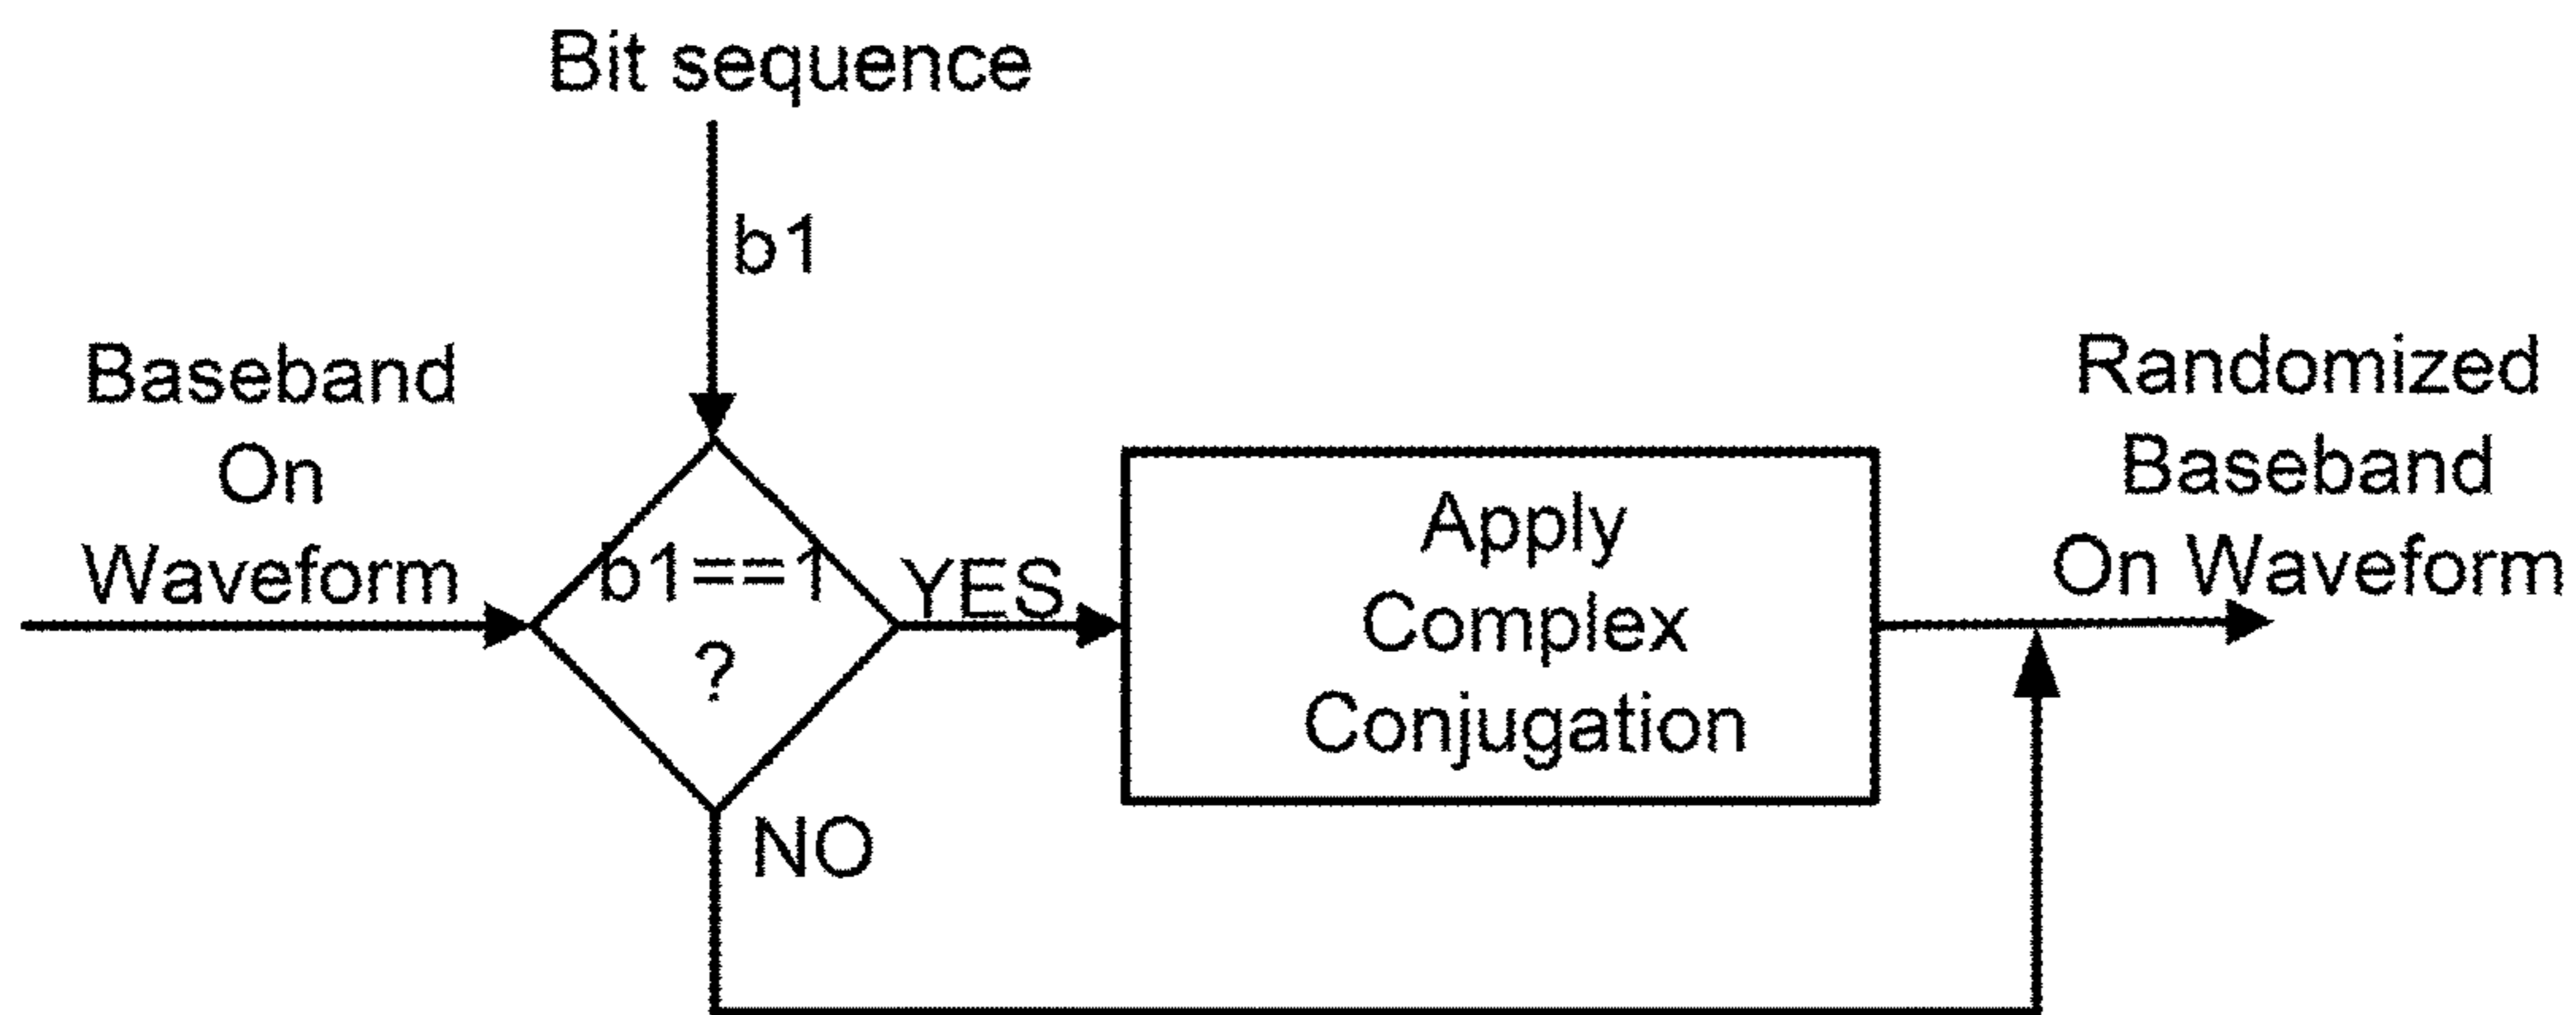 Bit sequence
b1
Baseband
On
Waveform
b1==1
?
YES
NO
Apply
Complex
Conjugation
Randomized
Baseband
On Waveform